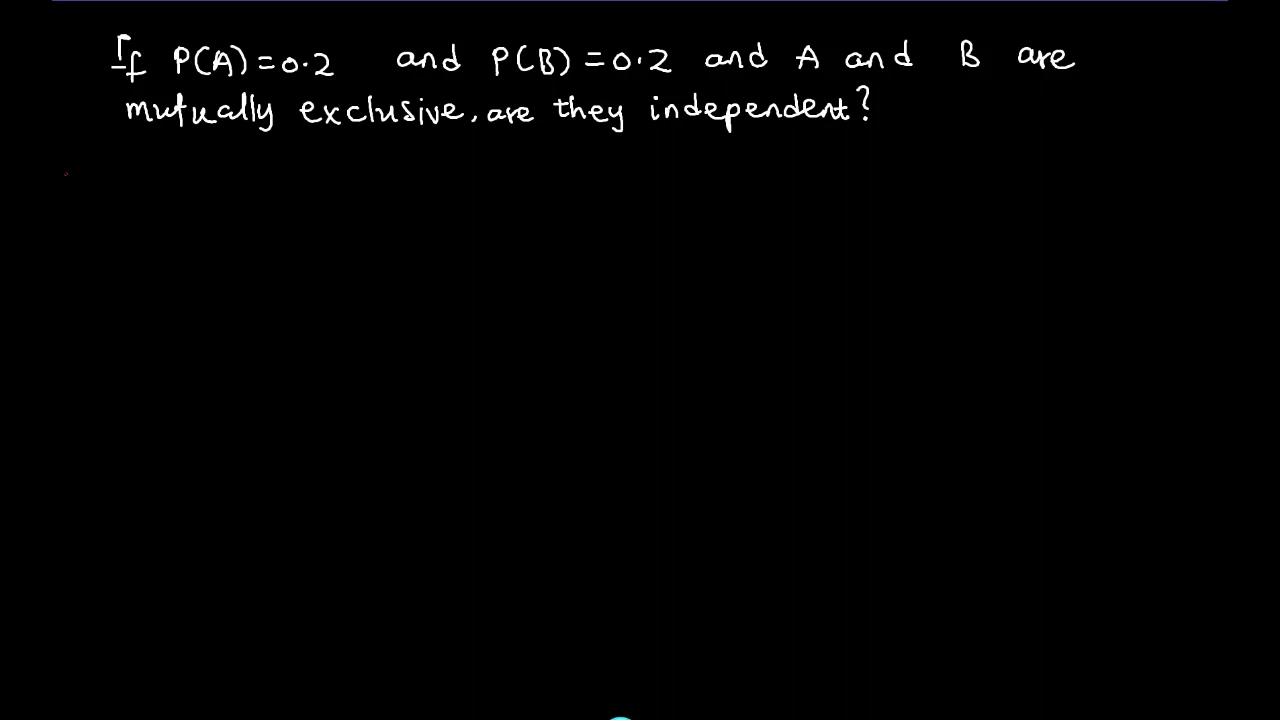 If P(A) = 0.2 and P(B) = 0.2 and A and B are
mutually exclusive, are they independent?